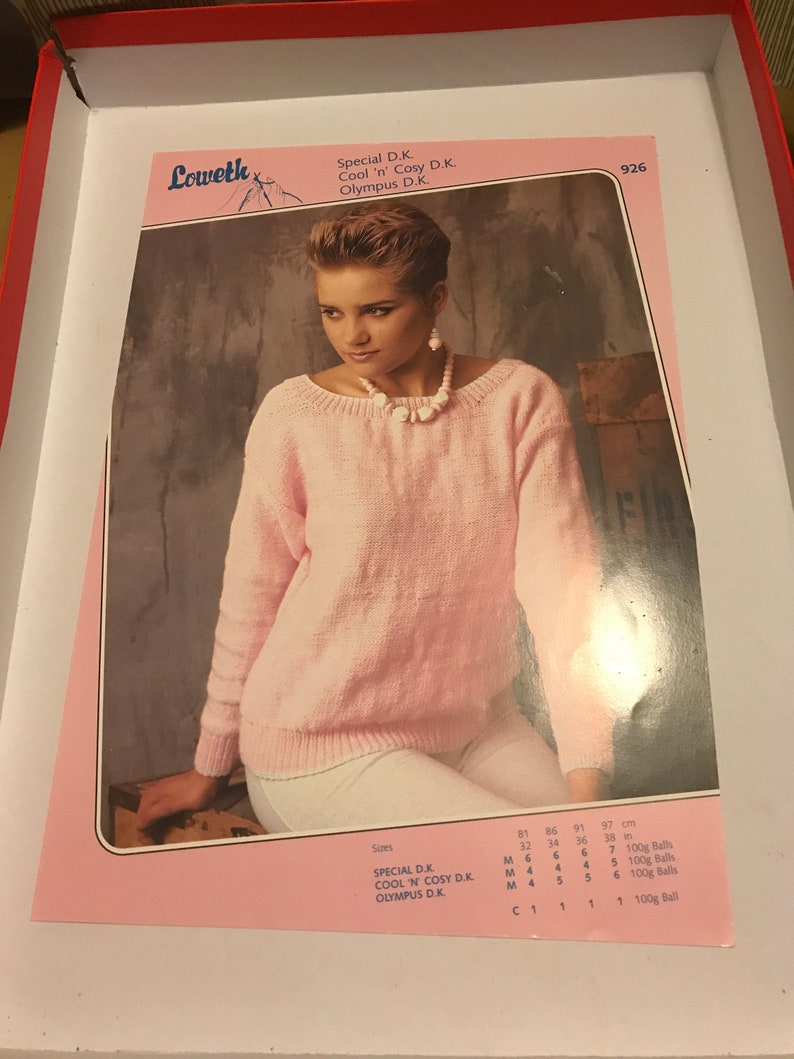 Loweth
Special D.K.
Cool 'n' Cosy D.K.
Olympus D.K.
926
FIRS
Sizes 81 86 91 97 cm
32 34 36 38 in
SPECIAL D.K. M 6 6 6 7 100g Balls
COOL 'N' COSY D.K. M 4 4 4 5 100g Balls
OLYMPUS D.K. M 4 5 5 6 100g Balls
C 1 1 1 1 100g Ball